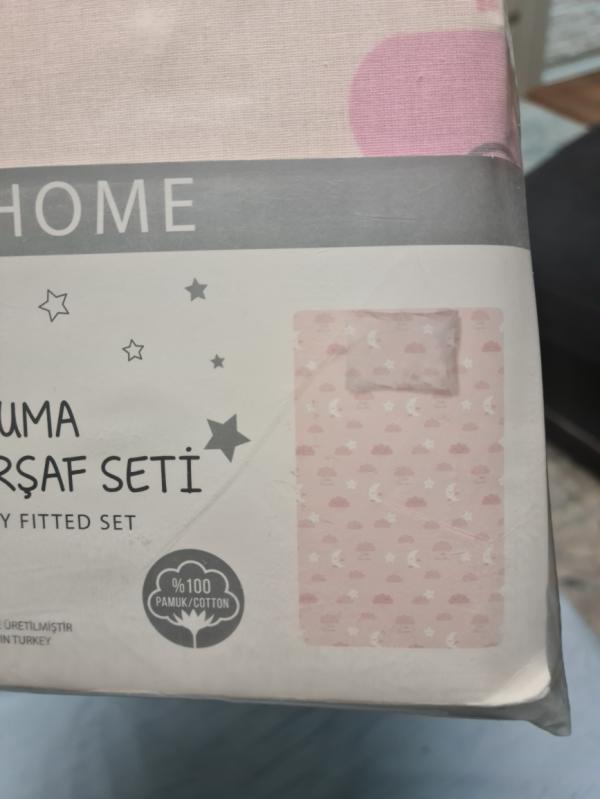 HOME
UMA
RŞAF SETİ
Y FITTED SET
%100
PAMUK/COTTON
E ÜRETİLMİŞTİR
IN TURKEY